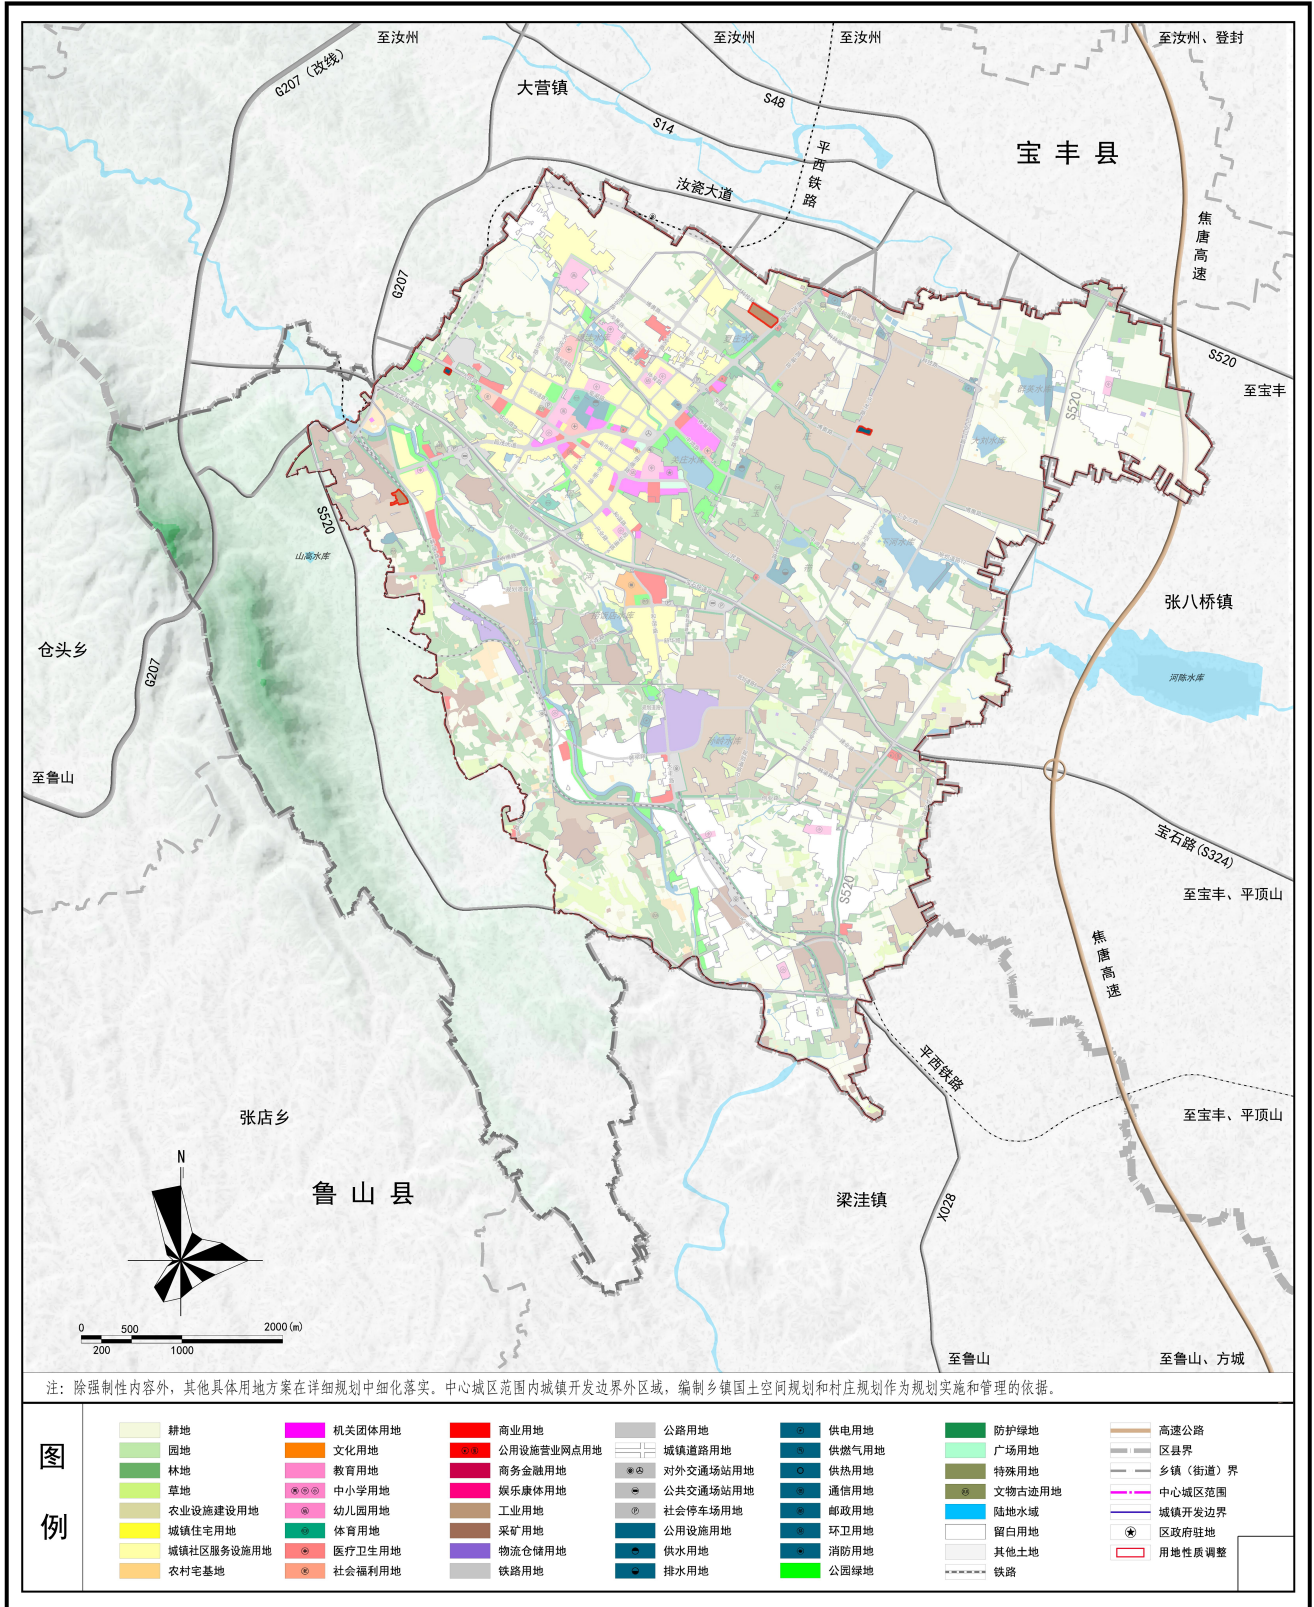 至汝州
至汝州
至汝州
至汝州、登封
G207（改线）
大营镇
S48
S14
宝丰县
平西铁路
汝瓷大道
焦唐高速
G207
S520
至宝丰
S520
关庄水库
大刘水库
S520
山高水库
张八桥镇
仓头乡
G207
河陈水库
至鲁山
宝石路(S324)
S520
至宝丰、平顶山
焦唐高速
平西铁路
张店乡
至宝丰、平顶山
N
鲁山县
梁洼镇
X028
0 500 2000(m)
200 1000
至鲁山
至鲁山、方城
注：除强制性内容外，其他具体用地方案在详细规划中细化落实。中心城区范围内城镇开发边界外区域，编制乡镇国土空间规划和村庄规划作为规划实施和管理的依据。
图例
耕地
园地
林地
草地
农业设施建设用地
城镇住宅用地
城镇社区服务设施用地
农村宅基地
机关团体用地
文化用地
教育用地
中小学用地
幼儿园用地
体育用地
医疗卫生用地
社会福利用地
商业用地
公用设施营业网点用地
商务金融用地
娱乐康体用地
工业用地
采矿用地
物流仓储用地
铁路用地
公路用地
城镇道路用地
对外交通场站用地
公共交通场站用地
社会停车场用地
公用设施用地
供水用地
排水用地
供电用地
供燃气用地
供热用地
通信用地
邮政用地
环卫用地
消防用地
公园绿地
防护绿地
广场用地
特殊用地
文物古迹用地
陆地水域
留白用地
其他土地
铁路
高速公路
区县界
乡镇（街道）界
中心城区范围
城镇开发边界
区政府驻地
用地性质调整